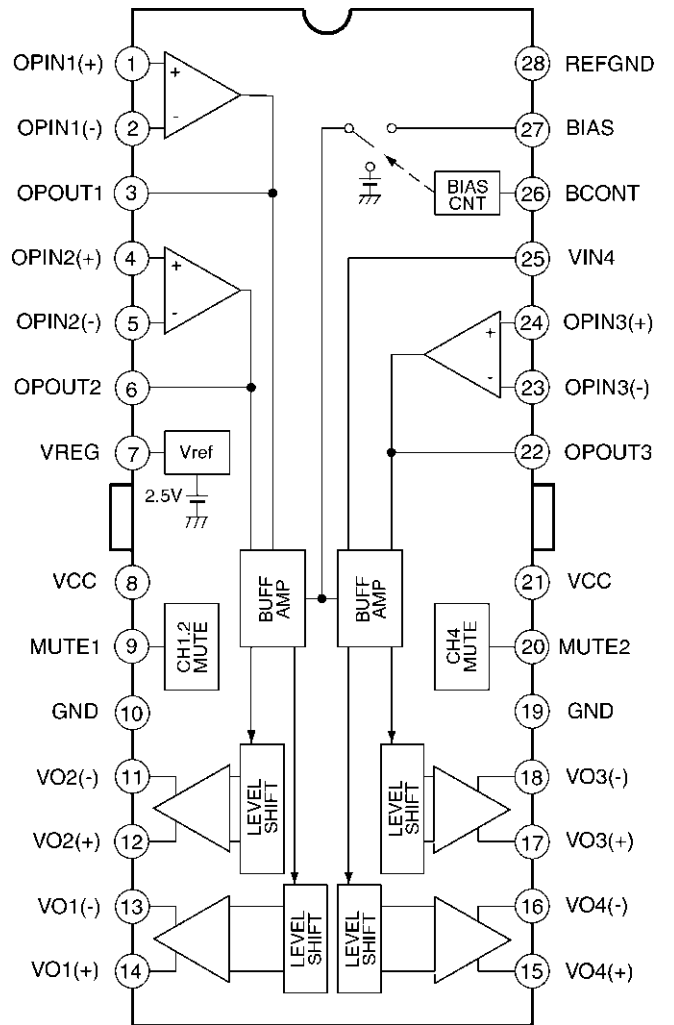 OPIN1(+) 1
OPIN1(-) 2
OPOUT1 3
OPIN2(+) 4
OPIN2(-) 5
OPOUT2 6
VREG 7
VCC 8
MUTE1 9
GND 10
VO2(-) 11
VO2(+) 12
VO1(-) 13
VO1(+) 14
+
-
+
-
Vref
2.5V
CH1.2
MUTE
BUFF
AMP
BUFF
AMP
LEVEL
SHIFT
LEVEL
SHIFT
LEVEL
SHIFT
LEVEL
SHIFT
BIAS
CNT
+
-
CH4
MUTE
28 REFGND
27 BIAS
26 BCONT
25 VIN4
24 OPIN3(+)
23 OPIN3(-)
22 OPOUT3
21 VCC
20 MUTE2
19 GND
18 VO3(-)
17 VO3(+)
16 VO4(-)
15 VO4(+)